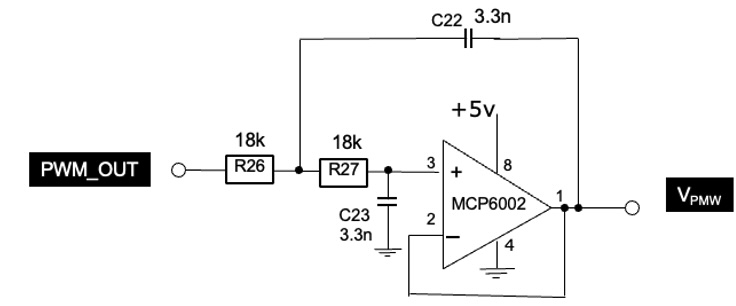 C22 3.3n
+5v
18k
18k
PWM_OUT
R26
R27
3
+
8
MCP6002
1
VPMW
C23
3.3n
2
−
4